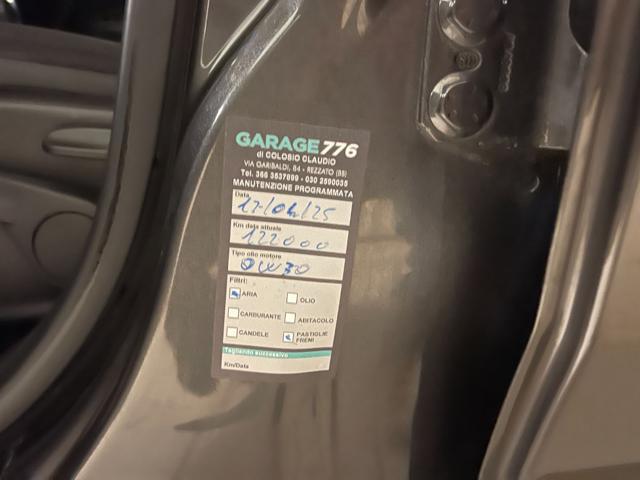 GARAGE776
di COLOSIO CLAUDIO
VIA GARIBALDI, 64 - REZZATO (BS)
Tel. 366 3537899 - 030 2590035
MANUTENZIONE PROGRAMMATA
Data
17/04/25
Km data attuale
122000
Tipo olio motore
0W30
Filtri:
ARIA OLIO
CARBURANTE ABITACOLO
CANDELE PASTIGLIE FRENI
Tagliando successivo
Km/Data